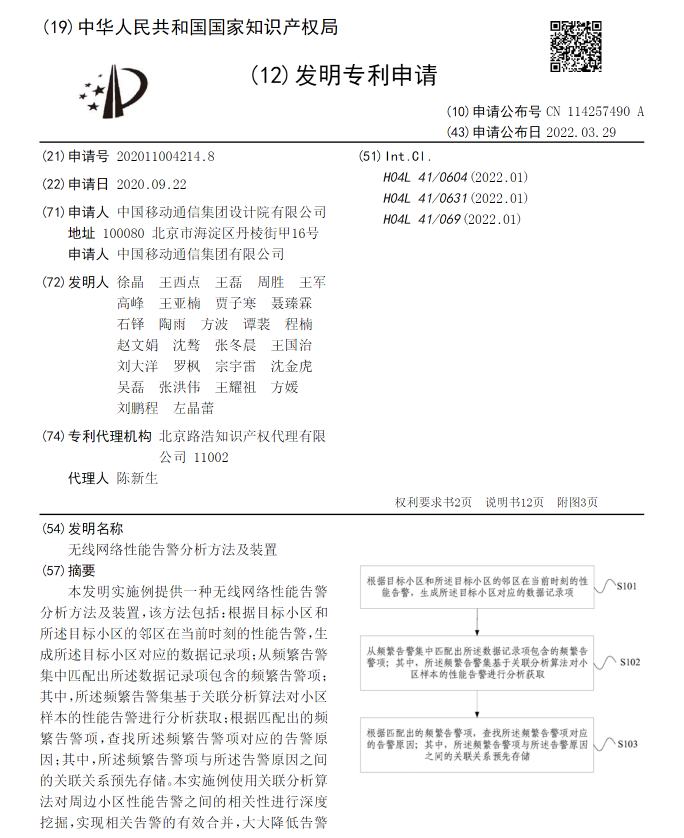 (19)中华人民共和国国家知识产权局
(12)发明专利申请
(10)申请公布号 CN 114257490 A
(43)申请公布日 2022.03.29
(21)申请号 202011004214.8
(22)申请日 2020.09.22
(71)申请人 中国移动通信集团设计院有限公司
地址 100080 北京市海淀区丹棱街甲16号
申请人 中国移动通信集团有限公司
(72)发明人 徐晶 王西点 王磊 周胜 王军
高峰 王亚楠 贾子寒 聂臻霖
石铎 陶雨 方波 谭裴 程楠
赵文娟 沈骜 张冬晨 王国治
刘大洋 罗枫 宗宇雷 沈金虎
吴磊 张洪伟 王耀祖 方媛
刘鹏程 左晶蕾
(74)专利代理机构 北京路浩知识产权代理有限
公司 11002
代理人 陈新生
(51)Int.Cl.
H04L 41/0604(2022.01)
H04L 41/0631(2022.01)
H04L 41/069(2022.01)
权利要求书2页 说明书12页 附图3页
(54)发明名称
无线网络性能告警分析方法及装置
(57)摘要
本发明实施例提供一种无线网络性能告警
分析方法及装置,该方法包括:根据目标小区和
所述目标小区的邻区在当前时刻的性能告警,生
成所述目标小区对应的数据记录项;从频繁告警
集中匹配出所述数据记录项包含的频繁告警项;
其中,所述频繁告警集基于关联分析算法对小区
样本的性能告警进行分析获取;根据匹配出的频
繁告警项,查找所述频繁告警项对应的告警原
因;其中,所述频繁告警项与所述告警原因之间
的关联关系预先存储。本实施例使用关联分析算
法对周边小区性能告警之间的相关性进行深度
挖掘,实现相关告警的有效合并,大大降低告警
根据目标小区和所述目标小区的邻区在当前时刻的性
能告警，生成所述目标小区对应的数据记录项
S101
从频繁告警集中匹配出所述数据记录项包含的频繁告
警项；其中，所述频繁告警集基于关联分析算法对小
区样本的性能告警进行分析获取
S102
根据匹配出的频繁告警项，查找所述频繁告警项对应
的告警原因；其中，所述频繁告警项与所述告警原因
之间的关联关系预先存储
S103